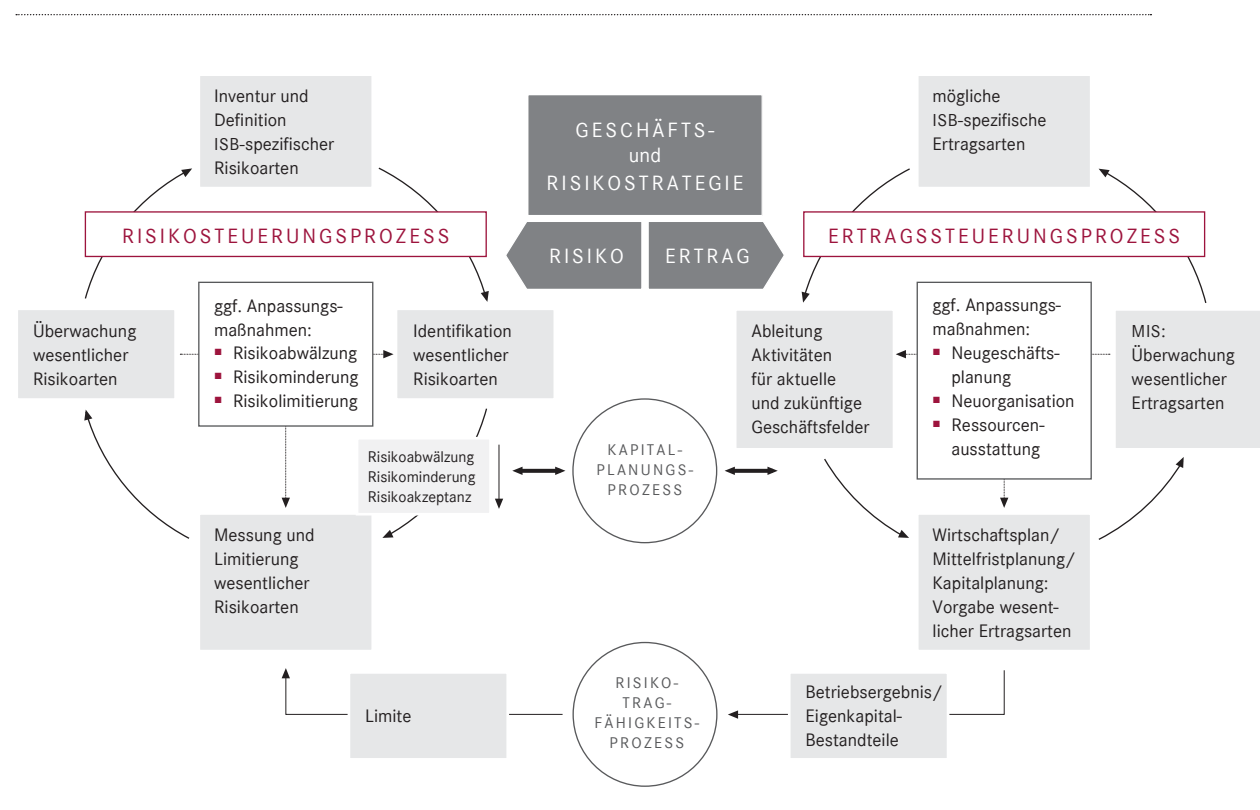 Inventur und
Definition
ISB-spezifischer
Risikoarten
GESCHÄFTS-
und
RISIKOSTRATEGIE
mögliche
ISB-spezifische
Ertragsarten
RISIKOSTEUERUNGSPROZESS
RISIKO
ERTRAG
ERTRAGSSTEUERUNGSPROZESS
Überwachung
wesentlicher
Risikoarten
ggf. Anpassungs-
maßnahmen:
Risikoabwälzung
Risikominderung
Risikolimitierung
Identifikation
wesentlicher
Risikoarten
Ableitung
Aktivitäten
für aktuelle
und zukünftige
Geschäftsfelder
ggf. Anpassungs-
maßnahmen:
Neugeschäfts-
planung
Neuorganisation
Ressourcen-
ausstattung
MIS:
Überwachung
wesentlicher
Ertragsarten
Risikoabwälzung
Risikominderung
Risikoakzeptanz
KAPITAL-
PLANUNGS-
PROZESS
Messung und
Limitierung
wesentlicher
Risikoarten
Wirtschaftsplan/
Mittelfristplanung/
Kapitalplanung:
Vorgabe wesent-
licher Ertragsarten
Limite
RISIKO-
TRAG-
FÄHIGKEITS-
PROZESS
Betriebsergebnis/
Eigenkapital-
Bestandteile